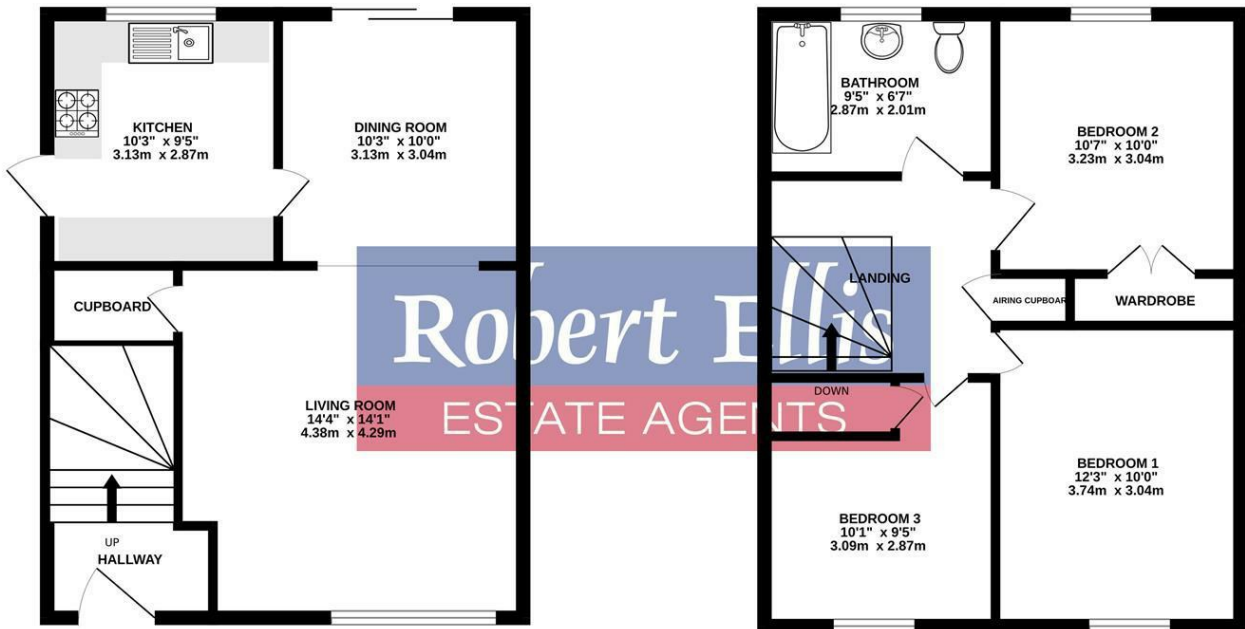 KITCHEN
10'3" x 9'5"
3.13m x 2.87m
DINING ROOM
10'3" x 10'0"
3.13m x 3.04m
CUPBOARD
LIVING ROOM
14'4" x 14'1"
4.38m x 4.29m
UP
HALLWAY
BATHROOM
9'5" x 6'7"
2.87m x 2.01m
BEDROOM 2
10'7" x 10'0"
3.23m x 3.04m
LANDING
AIRING CUPBOAR
WARDROBE
DOWN
BEDROOM 1
12'3" x 10'0"
3.74m x 3.04m
BEDROOM 3
10'1" x 9'5"
3.09m x 2.87m
Robert Ellis
ESTATE AGENTS